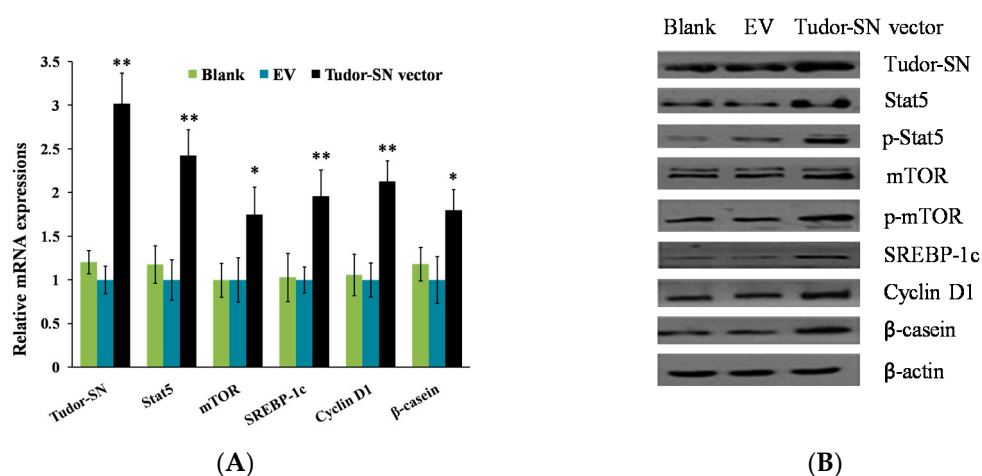 Blank EV Tudor-SN vector
Relative mRNA expressions
3.5
3
2.5
2
1.5
1
0.5
0
Blank EV Tudor-SN vector
**
**
*
**
**
*
Tudor-SN
Stat5
mTOR
SREBP-1c
Cyclin D1
β-casein
Tudor-SN
Stat5
p-Stat5
mTOR
p-mTOR
SREBP-1c
Cyclin D1
β-casein
β-actin
(A)
(B)